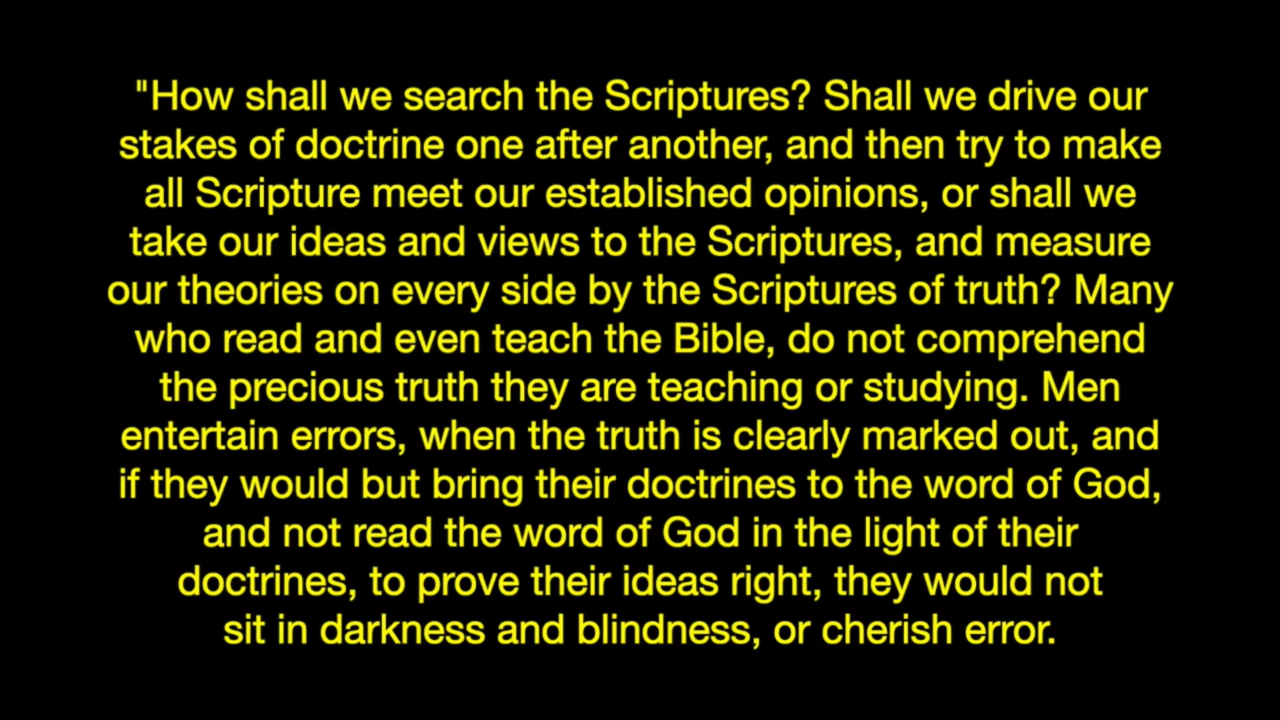 "How shall we search the Scriptures? Shall we drive our
stakes of doctrine one after another, and then try to make
all Scripture meet our established opinions, or shall we
take our ideas and views to the Scriptures, and measure
our theories on every side by the Scriptures of truth? Many
who read and even teach the Bible, do not comprehend
the precious truth they are teaching or studying. Men
entertain errors, when the truth is clearly marked out, and
if they would but bring their doctrines to the word of God,
and not read the word of God in the light of their
doctrines, to prove their ideas right, they would not
sit in darkness and blindness, or cherish error.